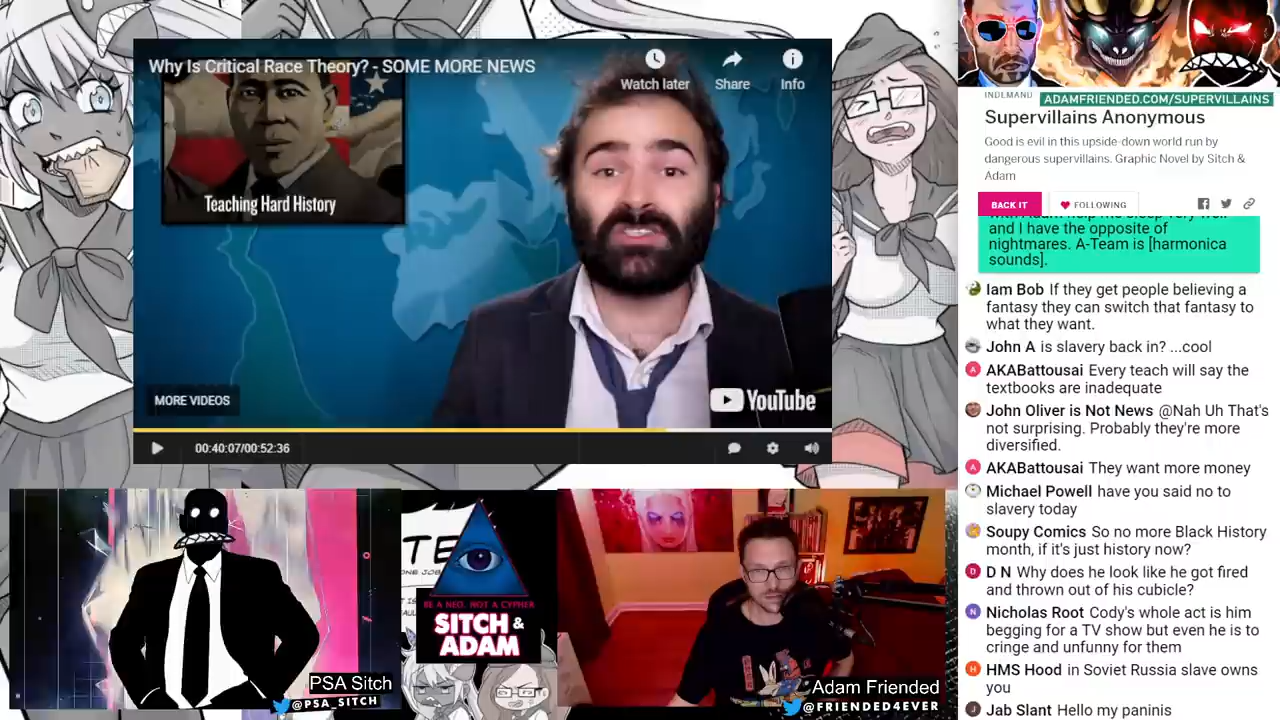 Why Is Critical Race Theory? - SOME MORE NEWS
Watch later
Share
Info
Teaching Hard History
MORE VIDEOS
YouTube
00:40:07/00:52:36
BE A NEO, NOT A CYPHER
SITCH &
ADAM
PSA Sitch
@PSA_SITCH
Adam Friended
@FRIENDED4EVER
INDEMAND
ADAMFRIENDED.COM/SUPERVILLAINS
Supervillains Anonymous
Good is evil in this upside-down world run by
dangerous supervillains. Graphic Novel by Sitch &
Adam
BACK IT
FOLLOWING
and I have the opposite of
nightmares. A-Team is [harmonica
sounds].
Iam Bob If they get people believing a
fantasy they can switch that fantasy to
what they want.
John A is slavery back in? ...cool
AKABattousai Every teach will say the
textbooks are inadequate
John Oliver is Not News @Nah Uh That's
not surprising. Probably they're more
diversified.
AKABattousai They want more money
Michael Powell have you said no to
slavery today
Soupy Comics So no more Black History
month, if it's just history now?
D N Why does he look like he got fired
and thrown out of his cubicle?
Nicholas Root Cody's whole act is him
begging for a TV show but even he is to
cringe and unfunny for them
HMS Hood in Soviet Russia slave owns
you
Jab Slant Hello my paninis